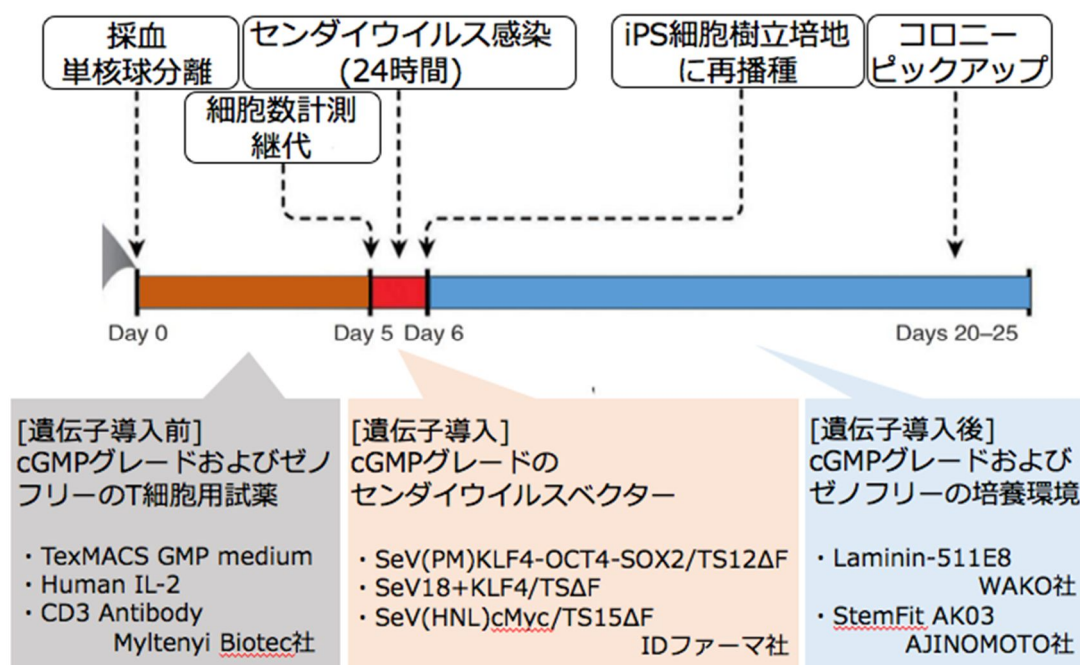 採血
単核球分離
センダイウイルス感染
(24時間)
iPS細胞樹立培地
に再播種
コロニー
ピックアップ
細胞数計測
継代
Day 0
Day 5
Day 6
Days 20–25
[遺伝子導入前]
cGMPグレードおよびゼノ
フリーのT細胞用試薬
・TexMACS GMP medium
・Human IL-2
・CD3 Antibody
Myltenyi Biotec社
[遺伝子導入]
cGMPグレードの
センダイウイルスベクター
・SeV(PM)KLF4-OCT4-SOX2/TS12ΔF
・SeV18+KLF4/TSΔF
・SeV(HNL)cMyc/TS15ΔF
IDファーマ社
[遺伝子導入後]
cGMPグレードおよび
ゼノフリーの培養環境
・Laminin-511E8
WAKO社
・StemFit AK03
AJINOMOTO社